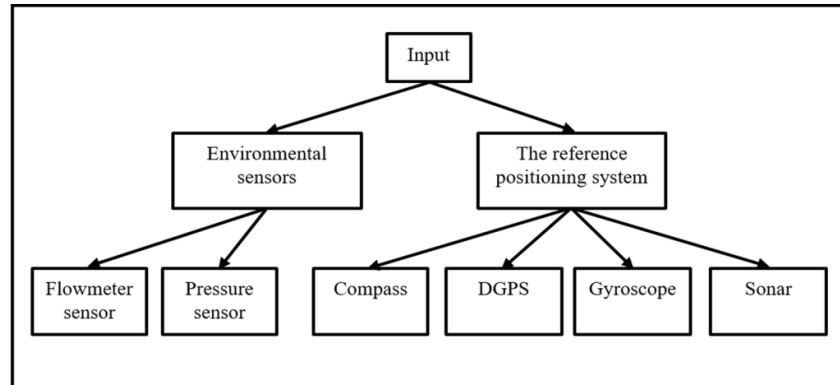 Input
Environmental
sensors
The reference
positioning system
Flowmeter
sensor
Pressure
sensor
Compass
DGPS
Gyroscope
Sonar